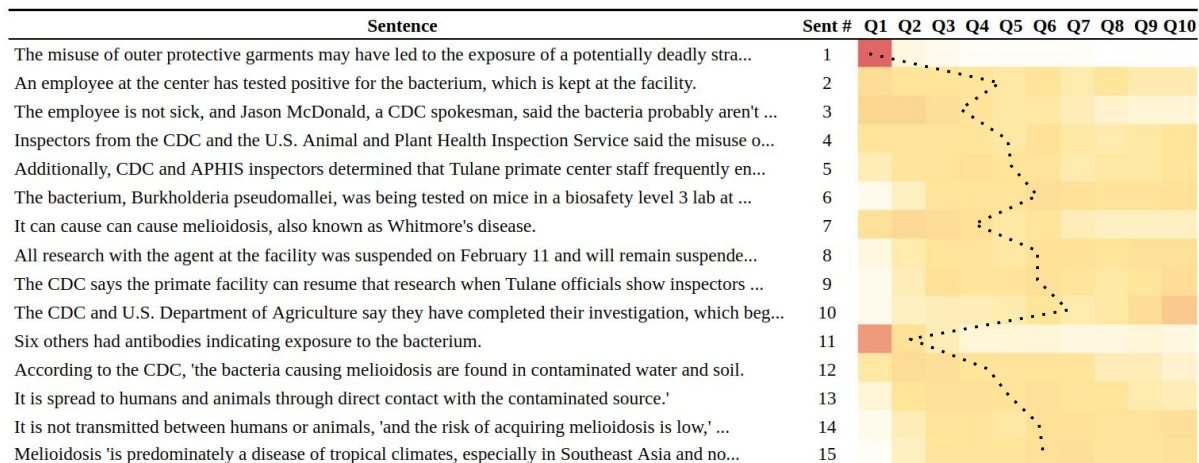 Sentence Sent # Q1 Q2 Q3 Q4 Q5 Q6 Q7 Q8 Q9 Q10
The misuse of outer protective garments may have led to the exposure of a potentially deadly stra... 1
An employee at the center has tested positive for the bacterium, which is kept at the facility. 2
The employee is not sick, and Jason McDonald, a CDC spokesman, said the bacteria probably aren't ... 3
Inspectors from the CDC and the U.S. Animal and Plant Health Inspection Service said the misuse o... 4
Additionally, CDC and APHIS inspectors determined that Tulane primate center staff frequently en... 5
The bacterium, Burkholderia pseudomallei, was being tested on mice in a biosafety level 3 lab at ... 6
It can cause can cause melioidosis, also known as Whitmore's disease. 7
All research with the agent at the facility was suspended on February 11 and will remain suspende... 8
The CDC says the primate facility can resume that research when Tulane officials show inspectors ... 9
The CDC and U.S. Department of Agriculture say they have completed their investigation, which beg... 10
Six others had antibodies indicating exposure to the bacterium. 11
According to the CDC, 'the bacteria causing melioidosis are found in contaminated water and soil. 12
It is spread to humans and animals through direct contact with the contaminated source.' 13
It is not transmitted between humans or animals, 'and the risk of acquiring melioidosis is low,' ... 14
Melioidosis 'is predominately a disease of tropical climates, especially in Southeast Asia and no... 15